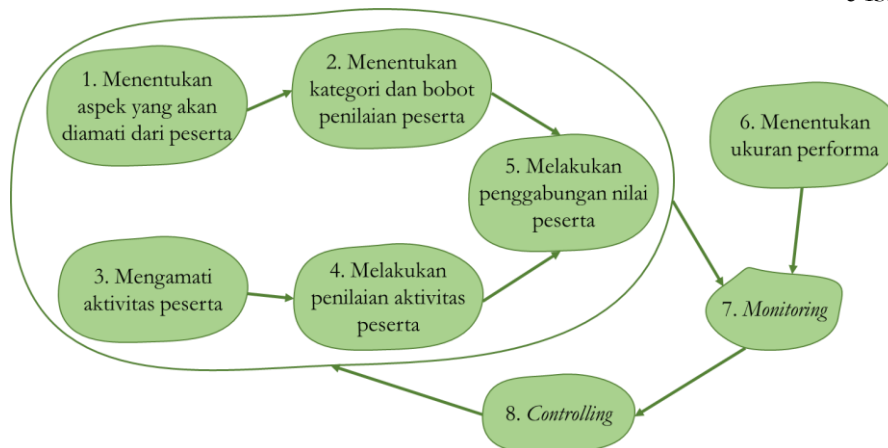 1. Menentukan
aspek yang akan
diamati dari peserta
2. Menentukan
kategori dan bobot
penilaian peserta
3. Mengamati
aktivitas peserta
4. Melakukan
penilaian aktivitas
peserta
5. Melakukan
penggabungan nilai
peserta
6. Menentukan
ukuran performa
7. Monitoring
8. Controlling